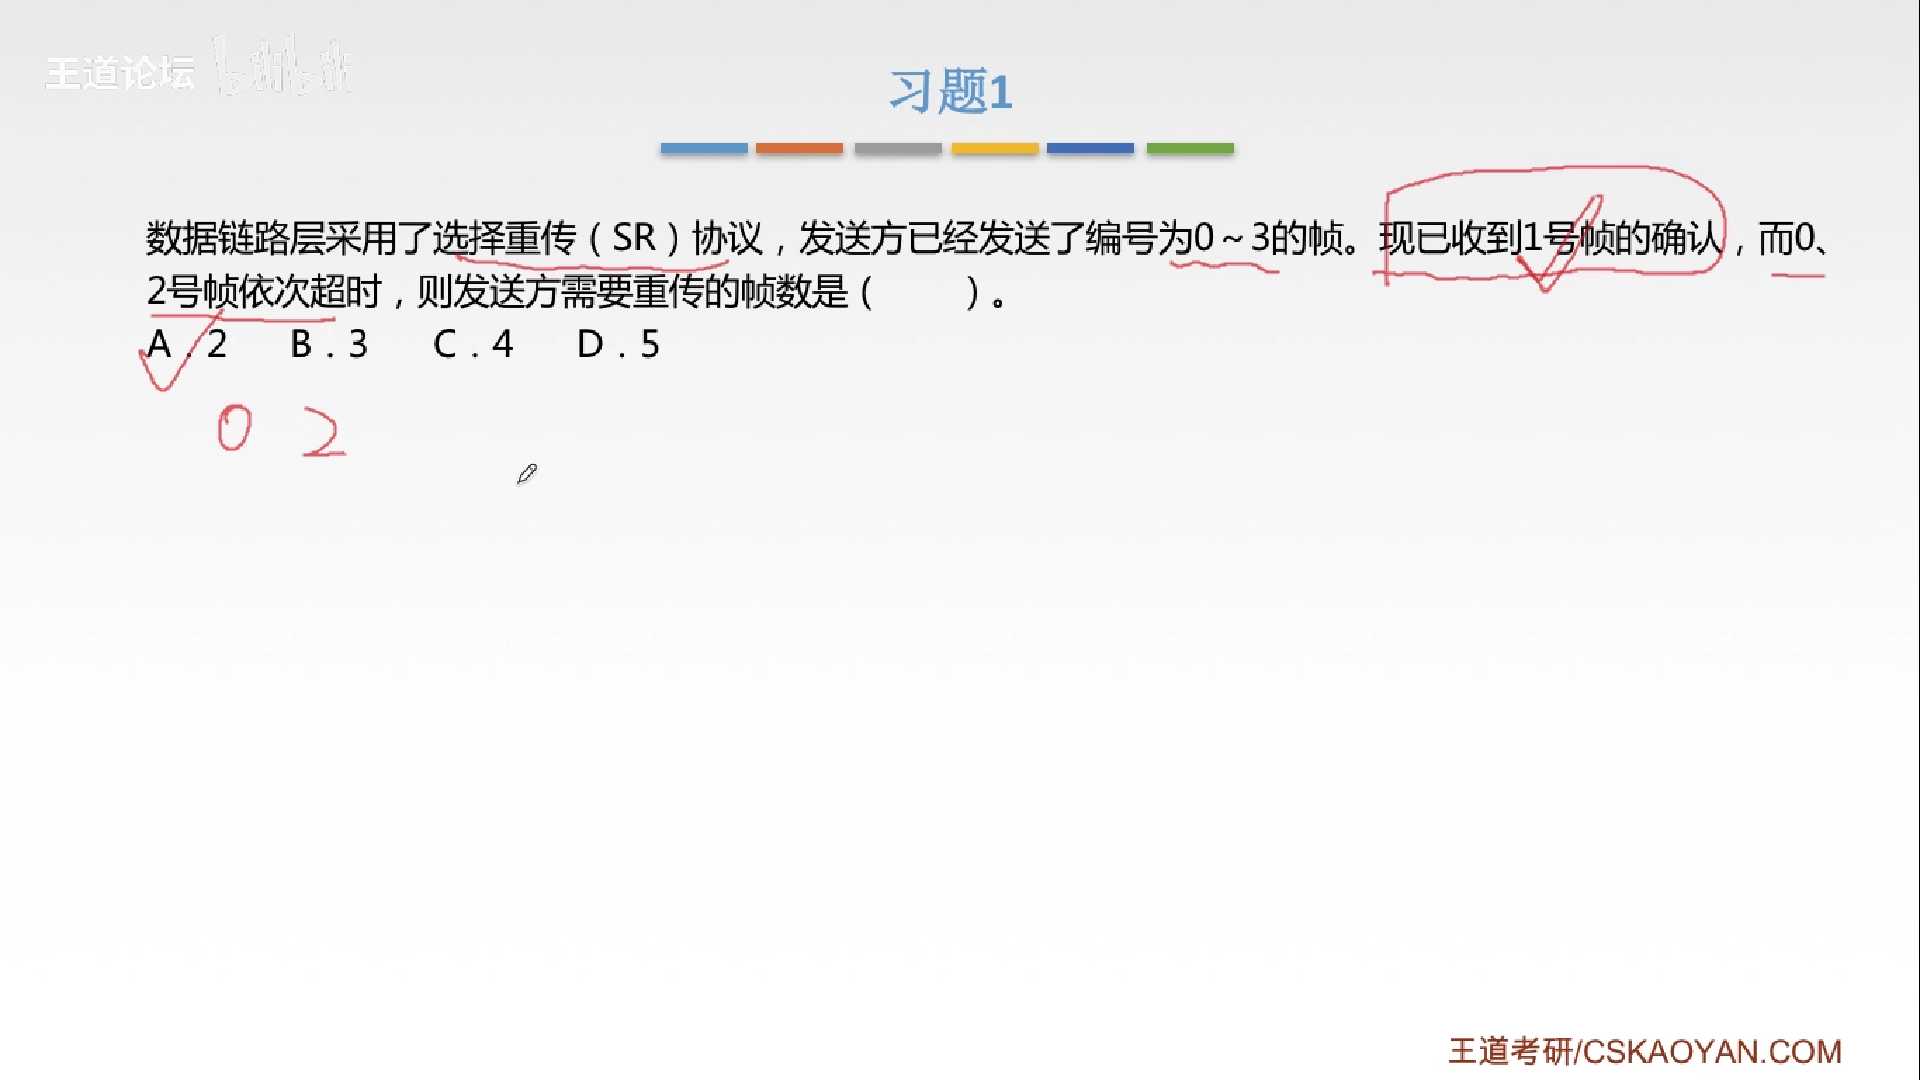 王道论坛 bilibili
习题1
数据链路层采用了选择重传（SR）协议，发送方已经发送了编号为0～3的帧。现已收到1号帧的确认，而0、
2号帧依次超时，则发送方需要重传的帧数是（　　）。
A．2 B．3 C．4 D．5
0 2
王道考研/CSKAOYAN.COM